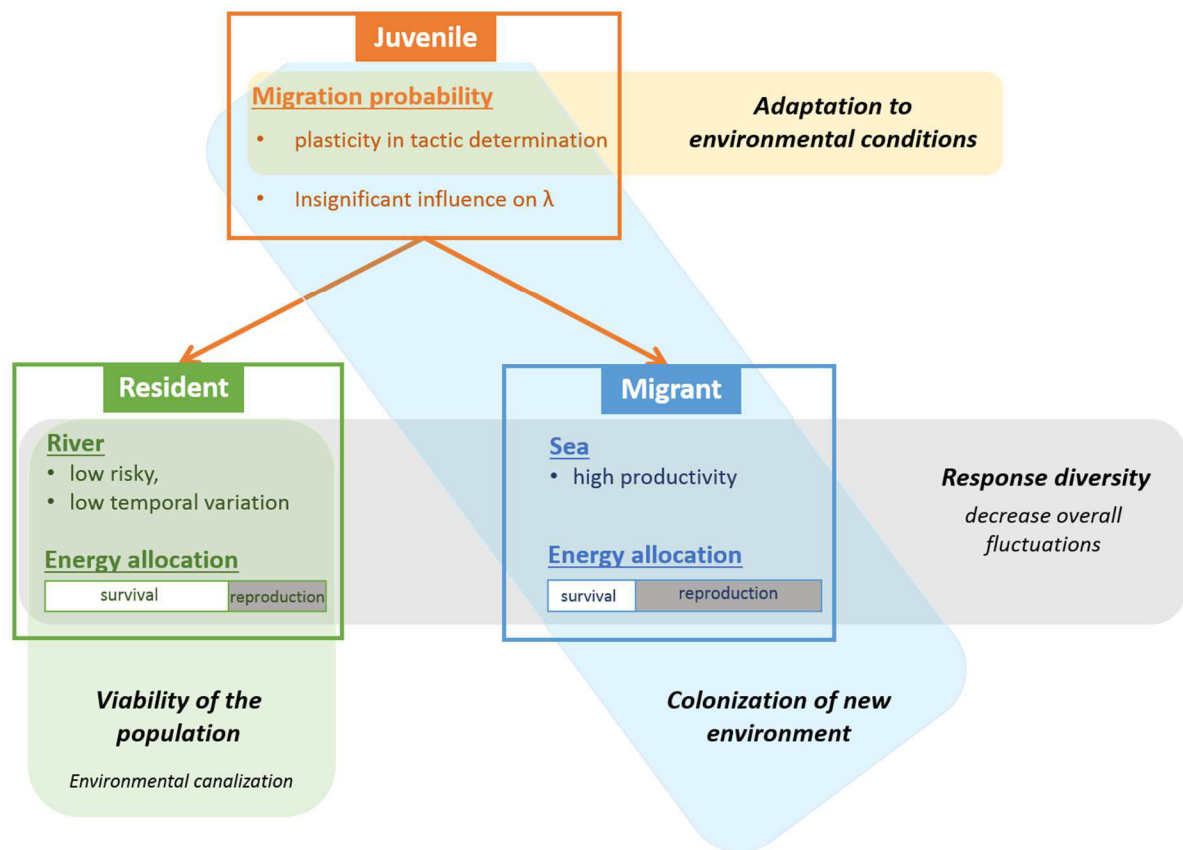 Juvenile
Migration probability
• plasticity in tactic determination
• Insignificant influence on λ
Adaptation to
environmental conditions
Resident
River
• low risky,
• low temporal variation
Energy allocation
survival
reproduction
Migrant
Sea
• high productivity
Energy allocation
survival
reproduction
Response diversity
decrease overall
fluctuations
Viability of the
population
Environmental canalization
Colonization of new
environment